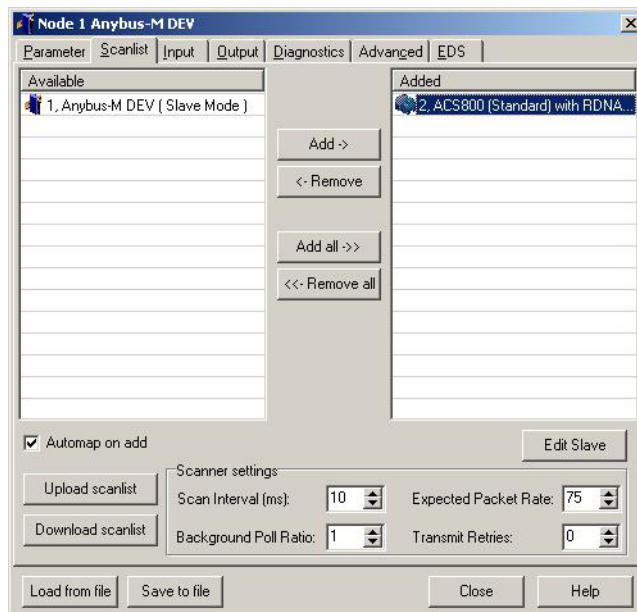 Node 1 Anybus-M DEV
Parameter Scanlist Input Output Diagnostics Advanced EDS
Available
1, Anybus-M DEV ( Slave Mode )
Add ->
<- Remove
Add all ->>
<<- Remove all
Added
2, ACS800 (Standard) with RDNA...
Automap on add
Edit Slave
Upload scanlist
Download scanlist
Scanner settings
Scan Interval (ms): 10
Expected Packet Rate: 75
Background Poll Ratio: 1
Transmit Retries: 0
Load from file
Save to file
Close
Help